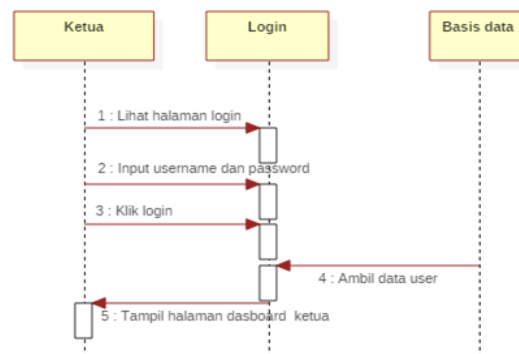 Ketua
Login
Basis data
1 : Lihat halaman login
2 : Input username dan password
3 : Klik login
4 : Ambil data user
5 : Tampil halaman dasboard ketua